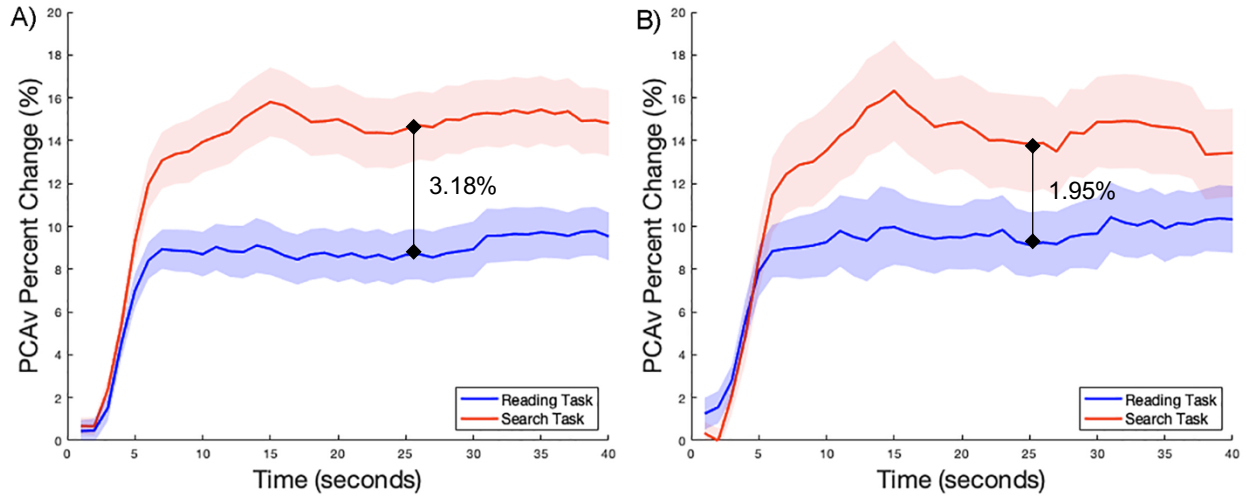 A)
PCAv Percent Change (%)
20
18
16
14
12
10
8
6
4
2
0
3.18%
Reading Task
Search Task
0 5 10 15 20 25 30 35 40
Time (seconds)
B)
PCAv Percent Change (%)
20
18
16
14
12
10
8
6
4
2
0
1.95%
Reading Task
Search Task
0 5 10 15 20 25 30 35 40
Time (seconds)